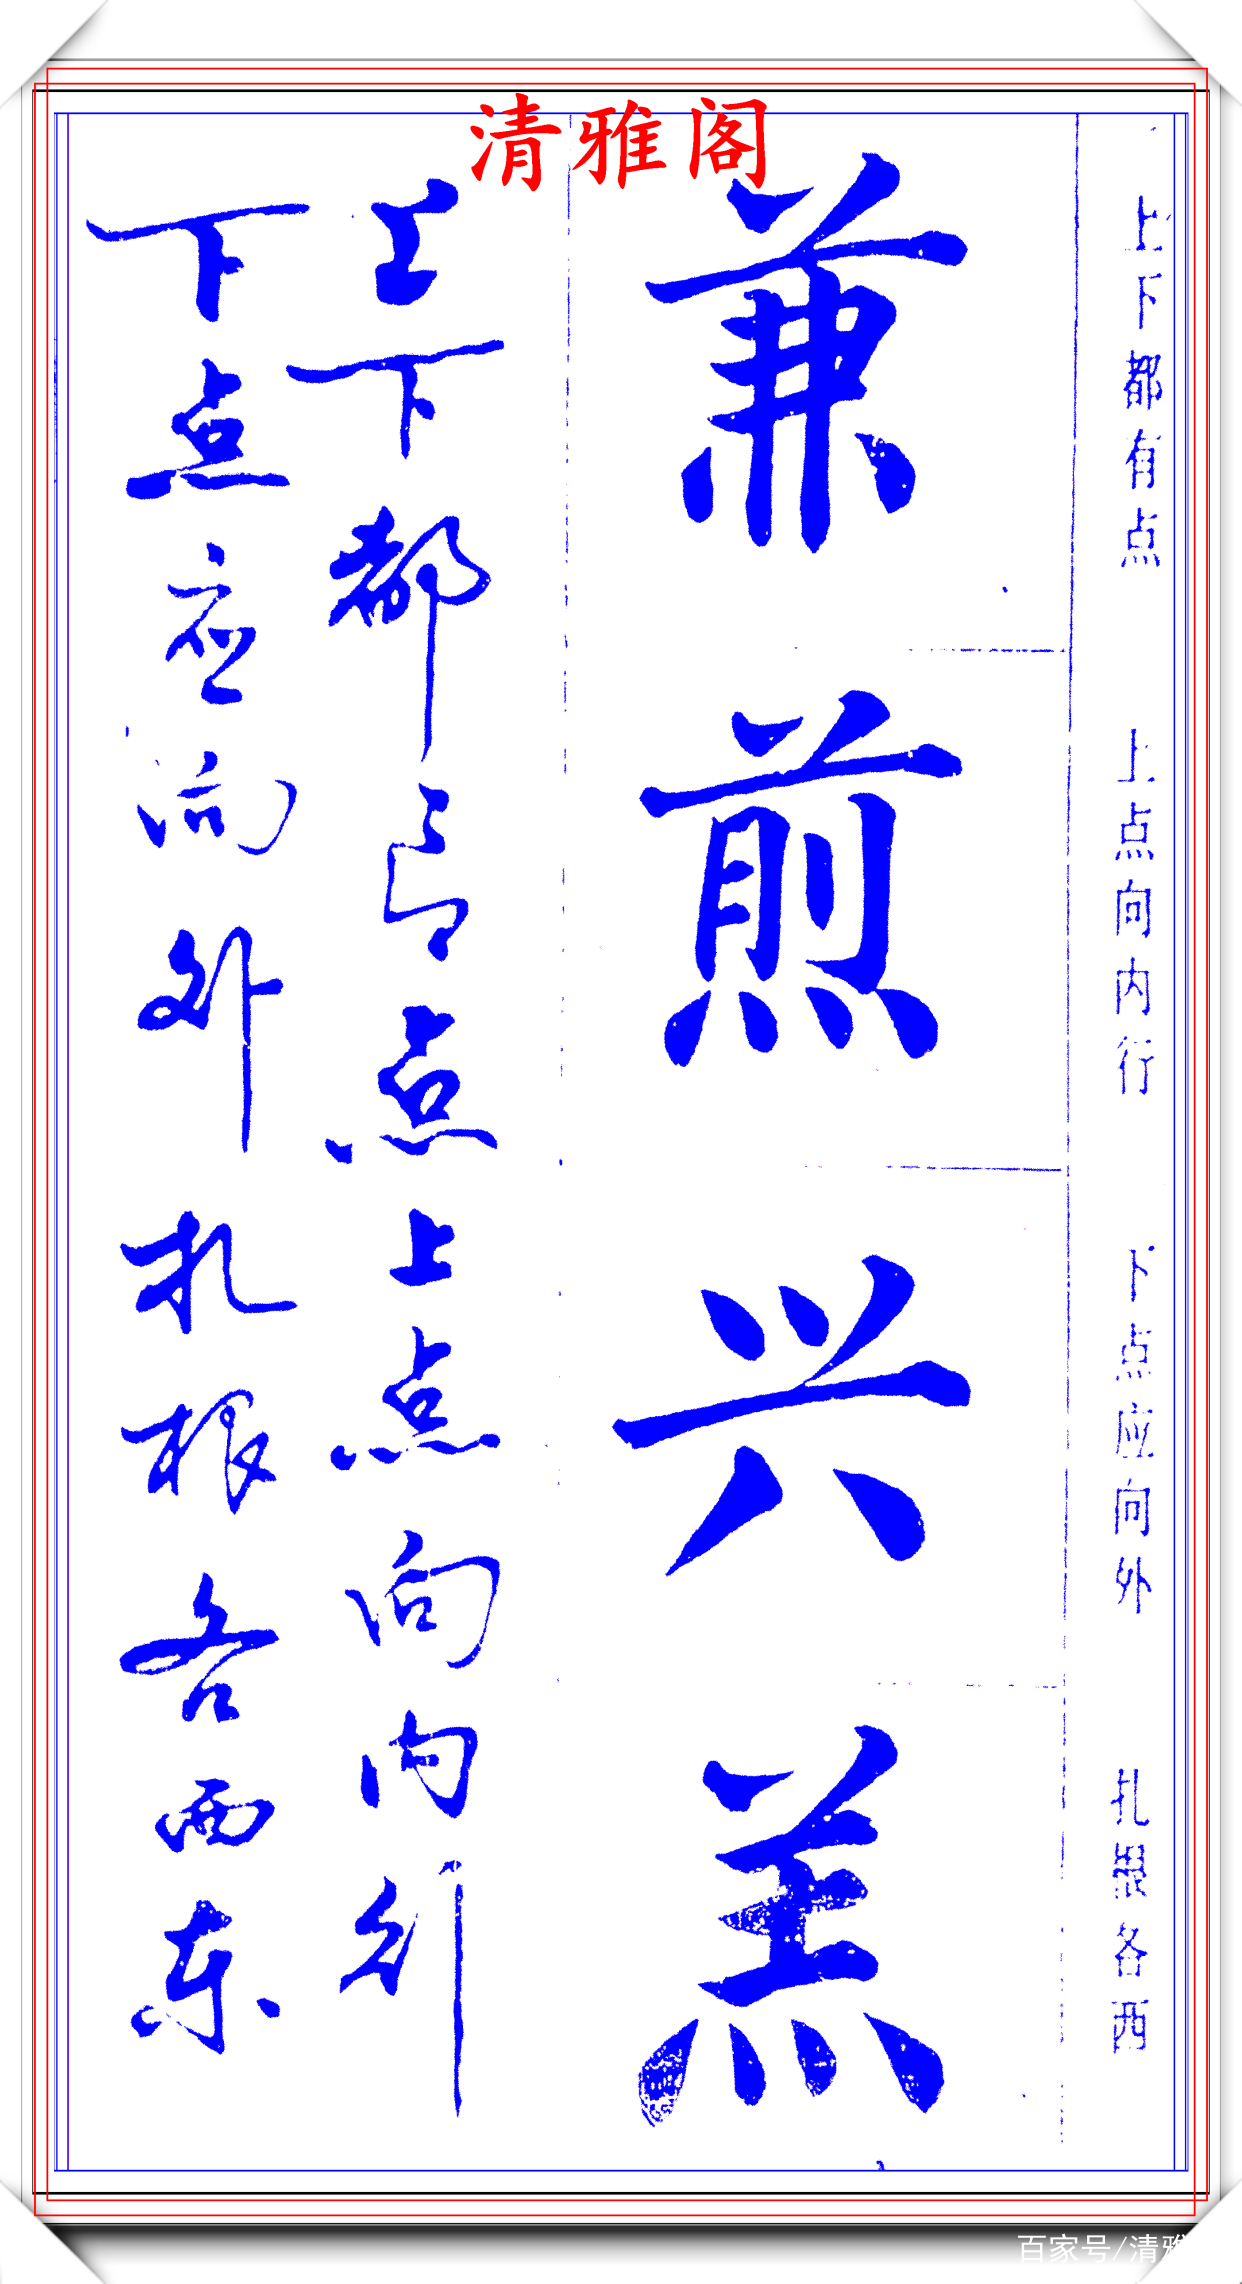 清雅阁
上下都有点 上点向内行 下点应向外 扎跟各西
兼煎兴羔
上下都有点上点向内行
下点应向外扎根各西东
百家号/清雅